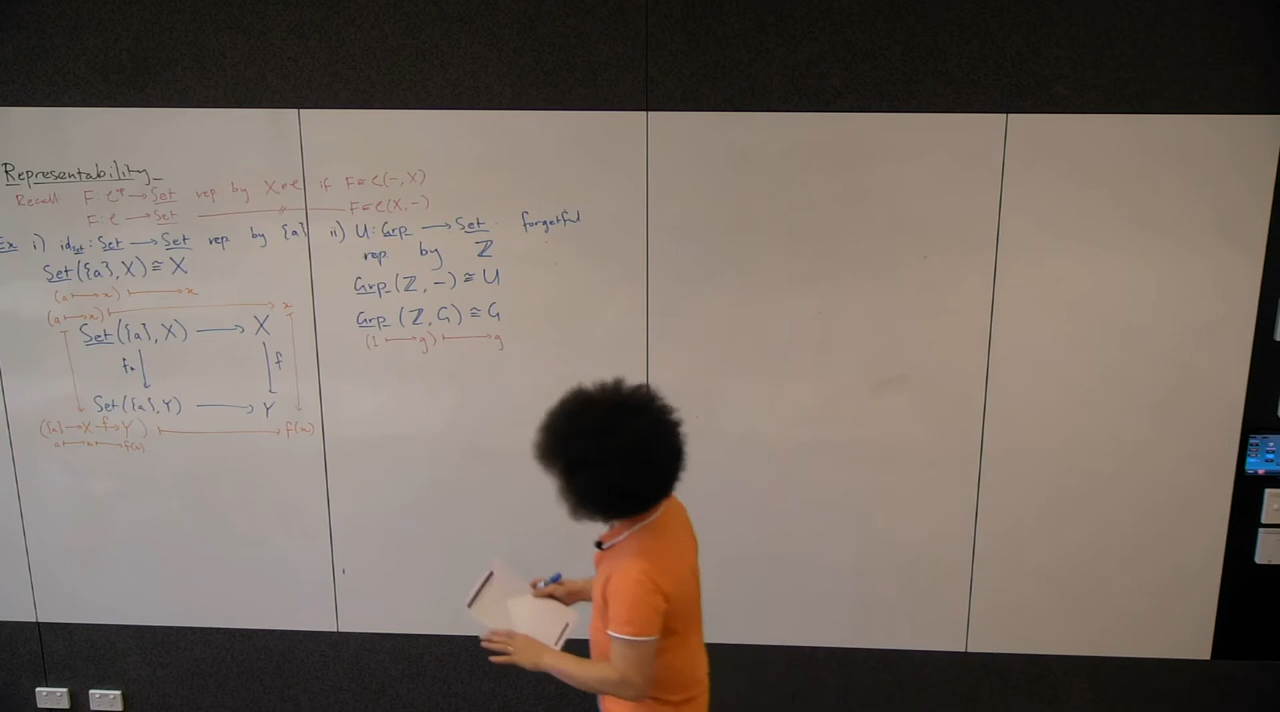 Representability
Recall F: C^op → Set rep by X∈C if F ≅ C(-, X)
F: C → Set ——〃—— F ≅ C(X, -)
Ex i) id_Set : Set → Set rep by {a}
Set({a}, X) ≅ X
(a ↦ x) ↦ x
(a ↦ x) ↦ x
Set({a}, X) → X
f_* ↓ ↓ f
Set({a}, Y) → Y
({a} → X →f Y) ↦ f(x)
a ↦ x ↦ f(x)
ii) U: Grp → Set forgetful
rep by ℤ
Grp(ℤ, -) ≅ U
Grp(ℤ, G) ≅ G
(1 ↦ g) ↦ g